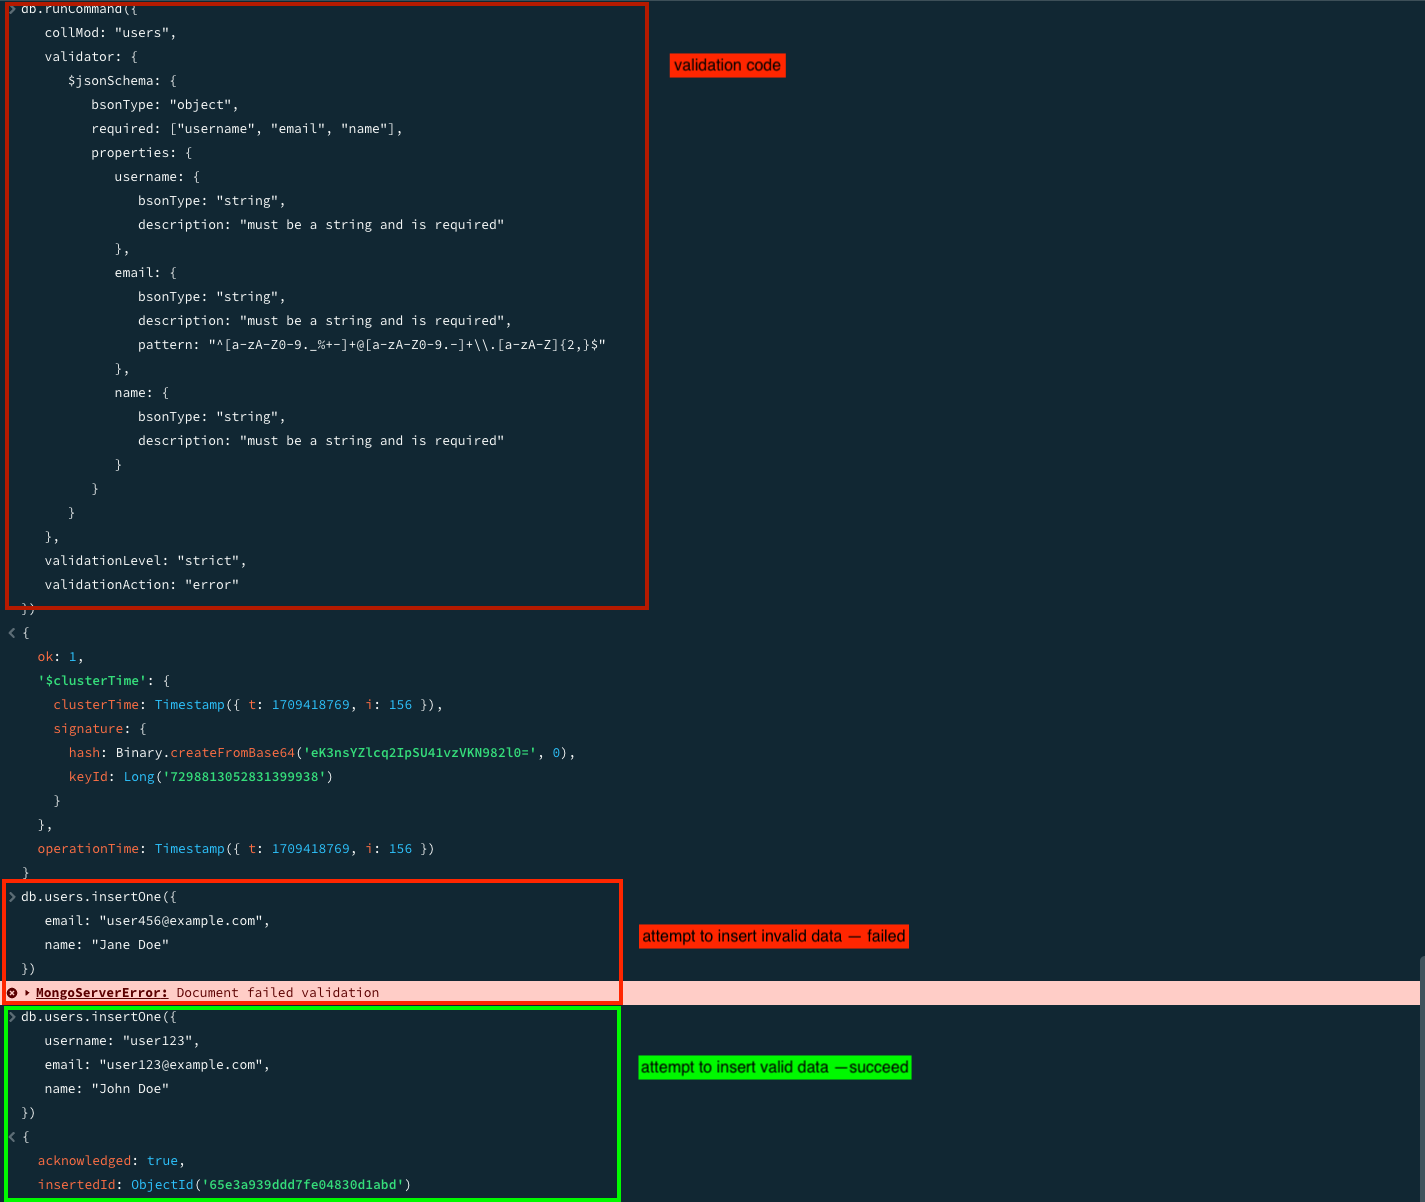 db.runCommand({
collMod: "users",
validation code
validator: {
$jsonSchema: {
bsonType: "object",
required: ["username", "email", "name"],
properties: {
username: {
bsonType: "string",
description: "must be a string and is required"
},
email: {
bsonType: "string",
description: "must be a string and is required",
pattern: "^[a-zA-Z0-9._%+-]+@[a-zA-Z0-9.-]+\\.[a-zA-Z]{2,}$"
},
name: {
bsonType: "string",
description: "must be a string and is required"
}
}
}
},
validationLevel: "strict",
validationAction: "error"
})
{
ok: 1,
'$clusterTime': {
clusterTime: Timestamp({ t: 1709418769, i: 156 }),
signature: {
hash: Binary.createFromBase64('eK3nsYZlcq2IpSU41vzVKN982l0=', 0),
keyId: Long('7298813052831399938')
}
},
operationTime: Timestamp({ t: 1709418769, i: 156 })
}
db.users.insertOne({
email: "user456@example.com",
name: "Jane Doe"
attempt to insert invalid data — failed
})
MongoServerError: Document failed validation
db.users.insertOne({
username: "user123",
email: "user123@example.com",
attempt to insert valid data —succeed
name: "John Doe"
})
{
acknowledged: true,
insertedId: ObjectId('65e3a939ddd7fe04830d1abd')